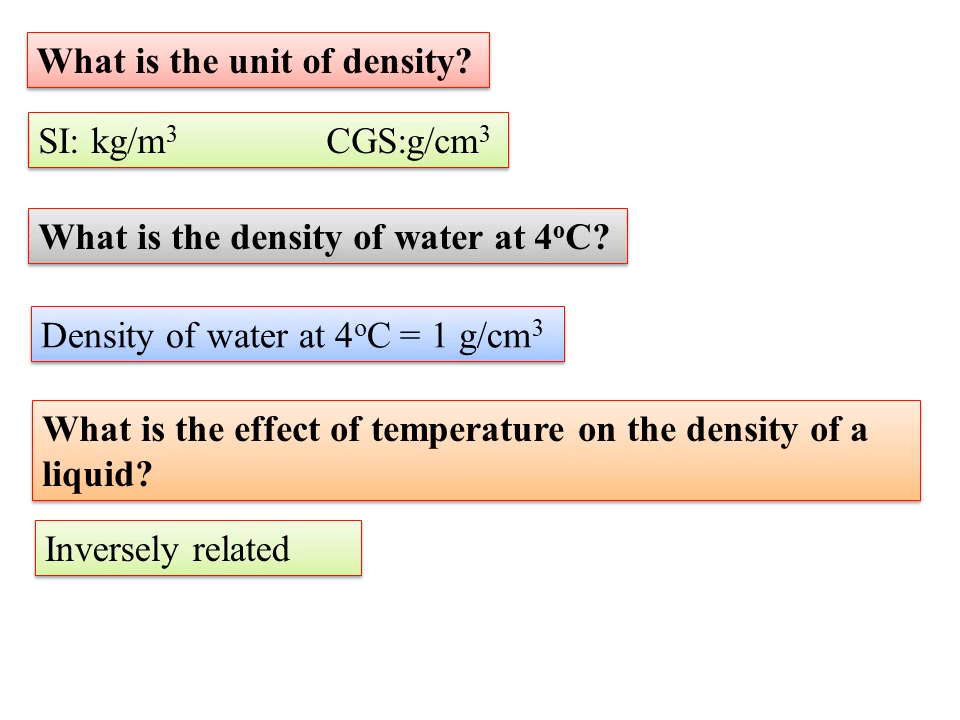 What is the unit of density?
SI: kg/m³ CGS:g/cm³
What is the density of water at 4ᵒC?
Density of water at 4ᵒC = 1 g/cm³
What is the effect of temperature on the density of a
liquid?
Inversely related